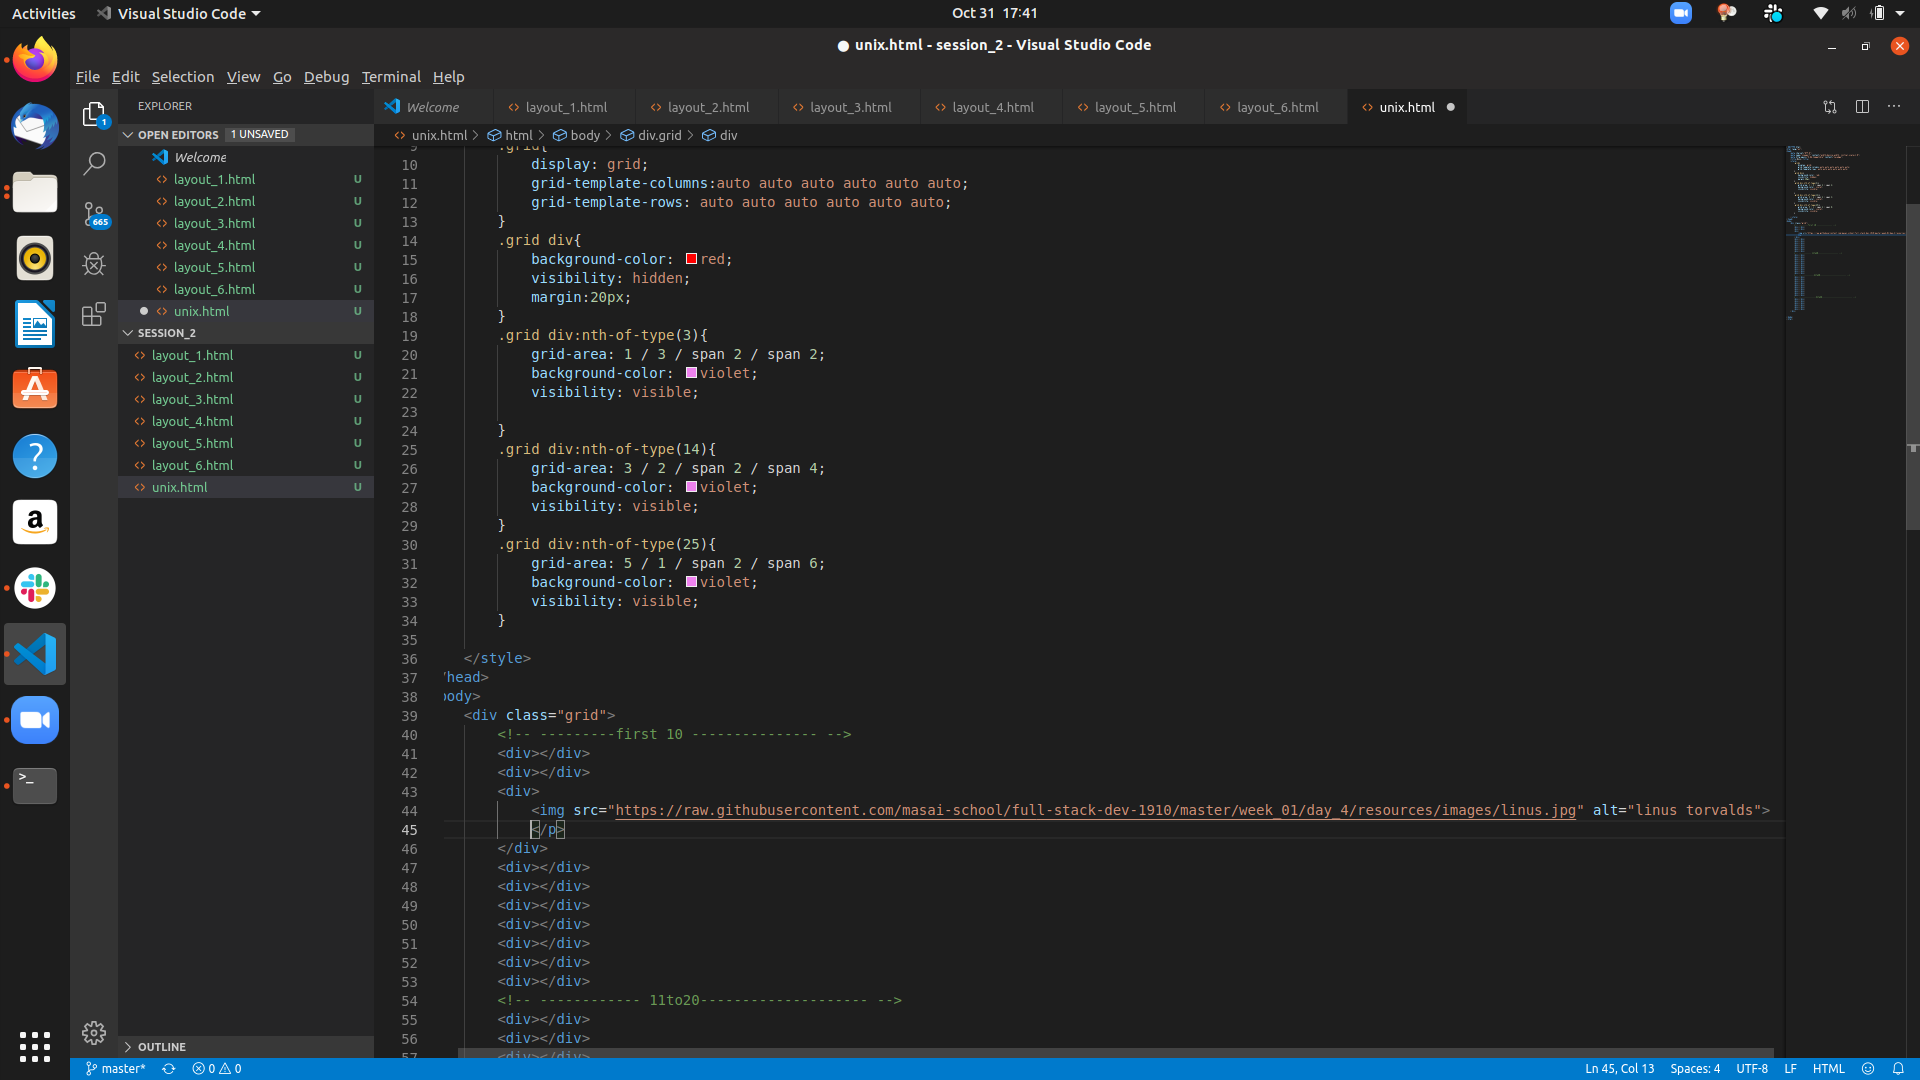 Activities
Visual Studio Code
Oct 31 17:41
unix.html - session_2 - Visual Studio Code
File Edit Selection View Go Debug Terminal Help
EXPLORER
OPEN EDITORS 1 UNSAVED
Welcome
layout_1.html U
layout_2.html U
layout_3.html U
layout_4.html U
layout_5.html U
layout_6.html U
unix.html U
SESSION_2
layout_1.html U
layout_2.html U
layout_3.html U
layout_4.html U
layout_5.html U
layout_6.html U
unix.html U
OUTLINE
1
665
Welcome layout_1.html layout_2.html layout_3.html layout_4.html layout_5.html layout_6.html unix.html
unix.html > html > body > div.grid > div
9 .grid{
10 display: grid;
11 grid-template-columns:auto auto auto auto auto auto;
12 grid-template-rows: auto auto auto auto auto auto;
13 }
14 .grid div{
15 background-color: red;
16 visibility: hidden;
17 margin:20px;
18 }
19 .grid div:nth-of-type(3){
20 grid-area: 1 / 3 / span 2 / span 2;
21 background-color: violet;
22 visibility: visible;
23
24 }
25 .grid div:nth-of-type(14){
26 grid-area: 3 / 2 / span 2 / span 4;
27 background-color: violet;
28 visibility: visible;
29 }
30 .grid div:nth-of-type(25){
31 grid-area: 5 / 1 / span 2 / span 6;
32 background-color: violet;
33 visibility: visible;
34 }
35
36 </style>
37 /head>
38 body>
39 <div class="grid">
40 <!-- ---------first 10 --------------- -->
41 <div></div>
42 <div></div>
43 <div>
44 <img src="https://raw.githubusercontent.com/masai-school/full-stack-dev-1910/master/week_01/day_4/resources/images/linus.jpg" alt="linus torvalds">
45 </p>
46 </div>
47 <div></div>
48 <div></div>
49 <div></div>
50 <div></div>
51 <div></div>
52 <div></div>
53 <div></div>
54 <!-- ------------ 11to20-------------------- -->
55 <div></div>
56 <div></div>
57 <div></div>
master* 0 0
Ln 45, Col 13 Spaces: 4 UTF-8 LF HTML